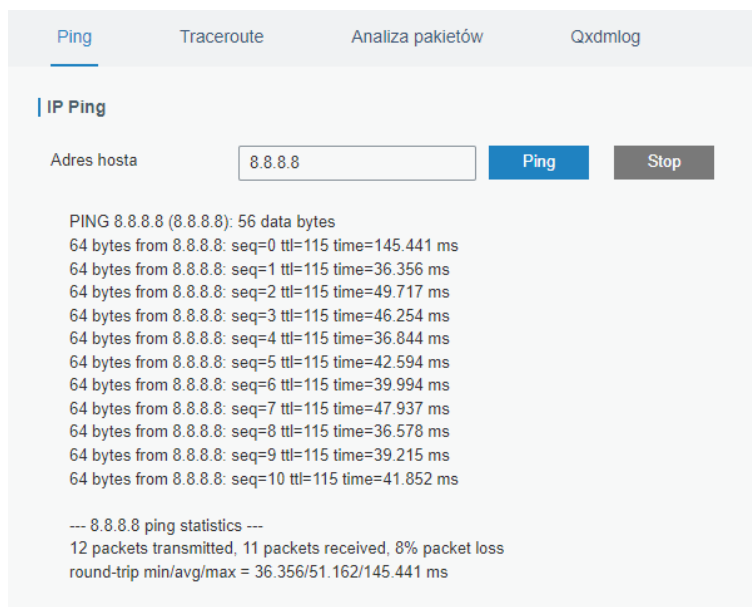 Ping Traceroute Analiza pakietów Qxdmlog
IP Ping
Adres hosta 8.8.8.8 Ping Stop
PING 8.8.8.8 (8.8.8.8): 56 data bytes
64 bytes from 8.8.8.8: seq=0 ttl=115 time=145.441 ms
64 bytes from 8.8.8.8: seq=1 ttl=115 time=36.356 ms
64 bytes from 8.8.8.8: seq=2 ttl=115 time=49.717 ms
64 bytes from 8.8.8.8: seq=3 ttl=115 time=46.254 ms
64 bytes from 8.8.8.8: seq=4 ttl=115 time=36.844 ms
64 bytes from 8.8.8.8: seq=5 ttl=115 time=42.594 ms
64 bytes from 8.8.8.8: seq=6 ttl=115 time=39.994 ms
64 bytes from 8.8.8.8: seq=7 ttl=115 time=47.937 ms
64 bytes from 8.8.8.8: seq=8 ttl=115 time=36.578 ms
64 bytes from 8.8.8.8: seq=9 ttl=115 time=39.215 ms
64 bytes from 8.8.8.8: seq=10 ttl=115 time=41.852 ms
--- 8.8.8.8 ping statistics ---
12 packets transmitted, 11 packets received, 8% packet loss
round-trip min/avg/max = 36.356/51.162/145.441 ms